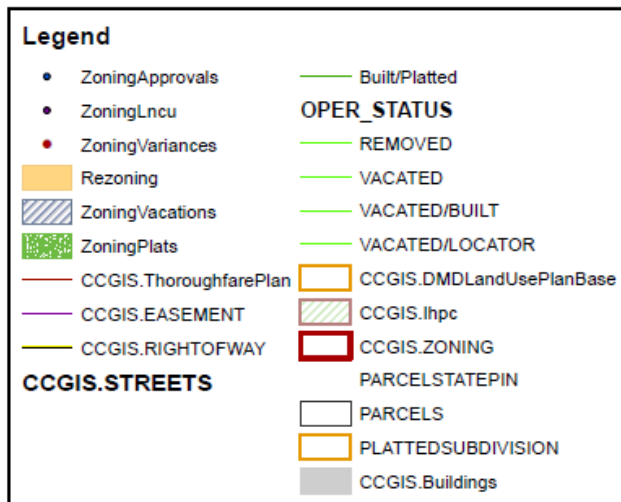 Legend
ZoningApprovals
ZoningLncu
ZoningVariances
Rezoning
ZoningVacations
ZoningPlats
CCGIS.ThoroughfarePlan
CCGIS.EASEMENT
CCGIS.RIGHTOFWAY
CCGIS.STREETS
Built/Platted
OPER_STATUS
REMOVED
VACATED
VACATED/BUILT
VACATED/LOCATOR
CCGIS.DMDLandUsePlanBase
CCGIS.Ihpc
CCGIS.ZONING
PARCELSTATEPIN
PARCELS
PLATTEDSUBDIVISION
CCGIS.Buildings